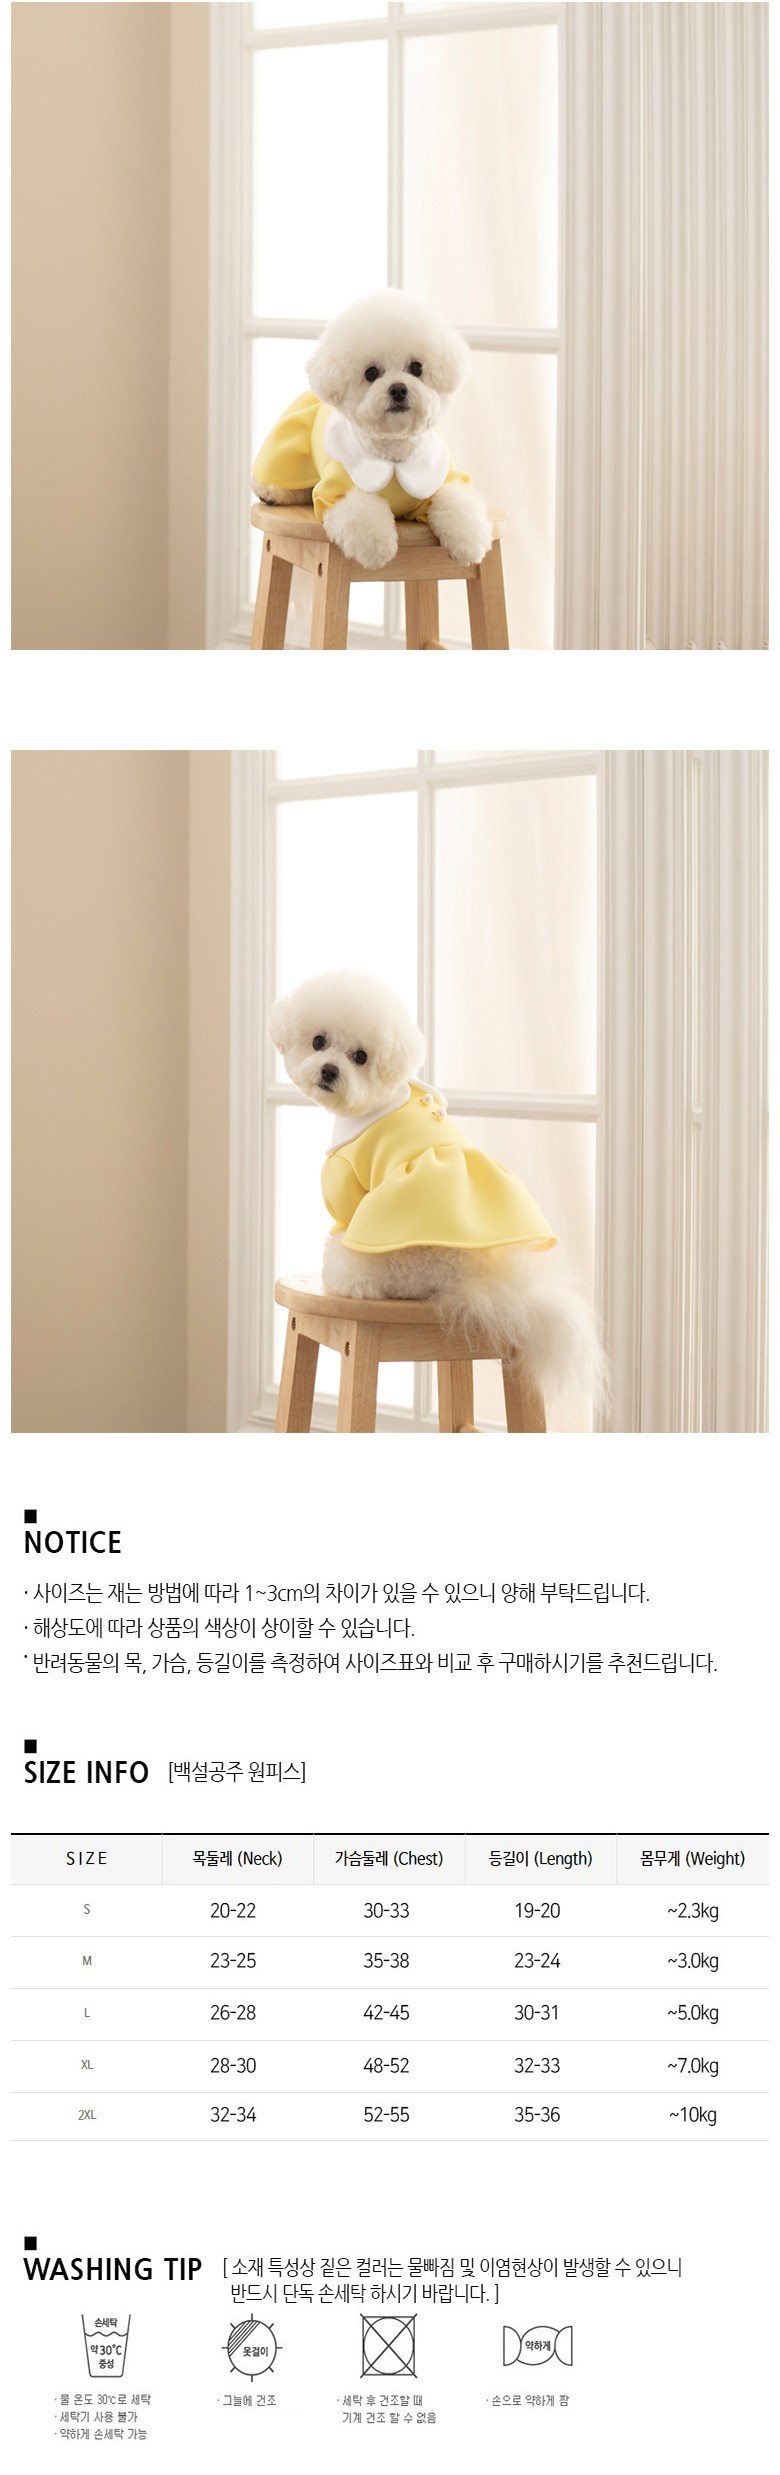 NOTICE
· 사이즈는 재는 방법에 따라 1~3cm의 차이가 있을 수 있으니 양해 부탁드립니다.
· 해상도에 따라 상품의 색상이 상이할 수 있습니다.
· 반려동물의 목, 가슴, 등길이를 측정하여 사이즈표와 비교 후 구매하시기를 추천드립니다.
SIZE INFO [백설공주 원피스]
SIZE 목둘레 (Neck) 가슴둘레 (Chest) 등길이 (Length) 몸무게 (Weight)
S 20-22 30-33 19-20 ~2.3kg
M 23-25 35-38 23-24 ~3.0kg
L 26-28 42-45 30-31 ~5.0kg
XL 28-30 48-52 32-33 ~7.0kg
2XL 32-34 52-55 35-36 ~10kg
WASHING TIP [ 소재 특성상 짙은 컬러는 물빠짐 및 이염현상이 발생할 수 있으니
반드시 단독 손세탁 하시기 바랍니다. ]
손세탁
약 30℃
중성
옷걸이
약하게
· 물 온도 30℃로 세탁
· 세탁기 사용 불가
· 약하게 손세탁 가능
· 그늘에 건조
· 세탁 후 건조할 때
기계 건조 할 수 없음
· 손으로 약하게 짬